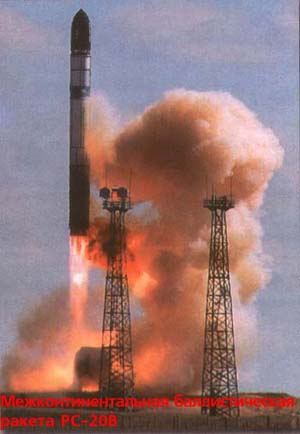 Межконтинентальная баллистическая
ракета РС-20В